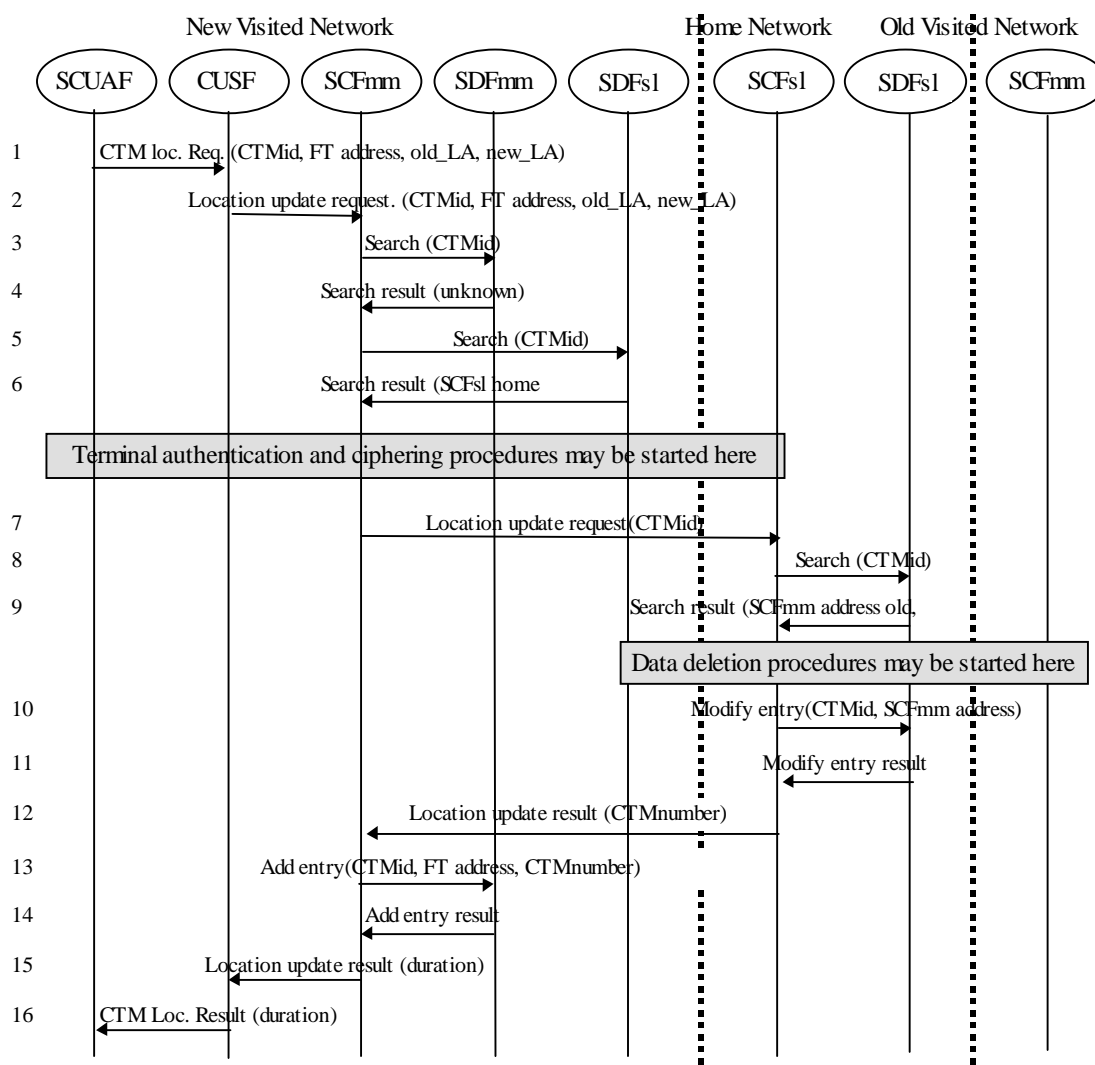 New Visited Network Home Network Old Visited Network
SCUAF CUSF SCFmm SDFmm SDFsl SCFsl SDFsl SCFmm
1 CTM loc. Req. (CTMid, FT address, old_LA, new_LA)
2 Location update request. (CTMid, FT address, old_LA, new_LA)
3 Search (CTMid)
4 Search result (unknown)
5 Search (CTMid)
6 Search result (SCFsl home
Terminal authentication and ciphering procedures may be started here
7 Location update request(CTMid)
8 Search (CTMid)
9 Search result (SCFmm address old,
Data deletion procedures may be started here
10 Modify entry(CTMid, SCFmm address)
11 Modify entry result
12 Location update result (CTMnumber)
13 Add entry(CTMid, FT address, CTMnumber)
14 Add entry result
15 Location update result (duration)
16 CTM Loc. Result (duration)